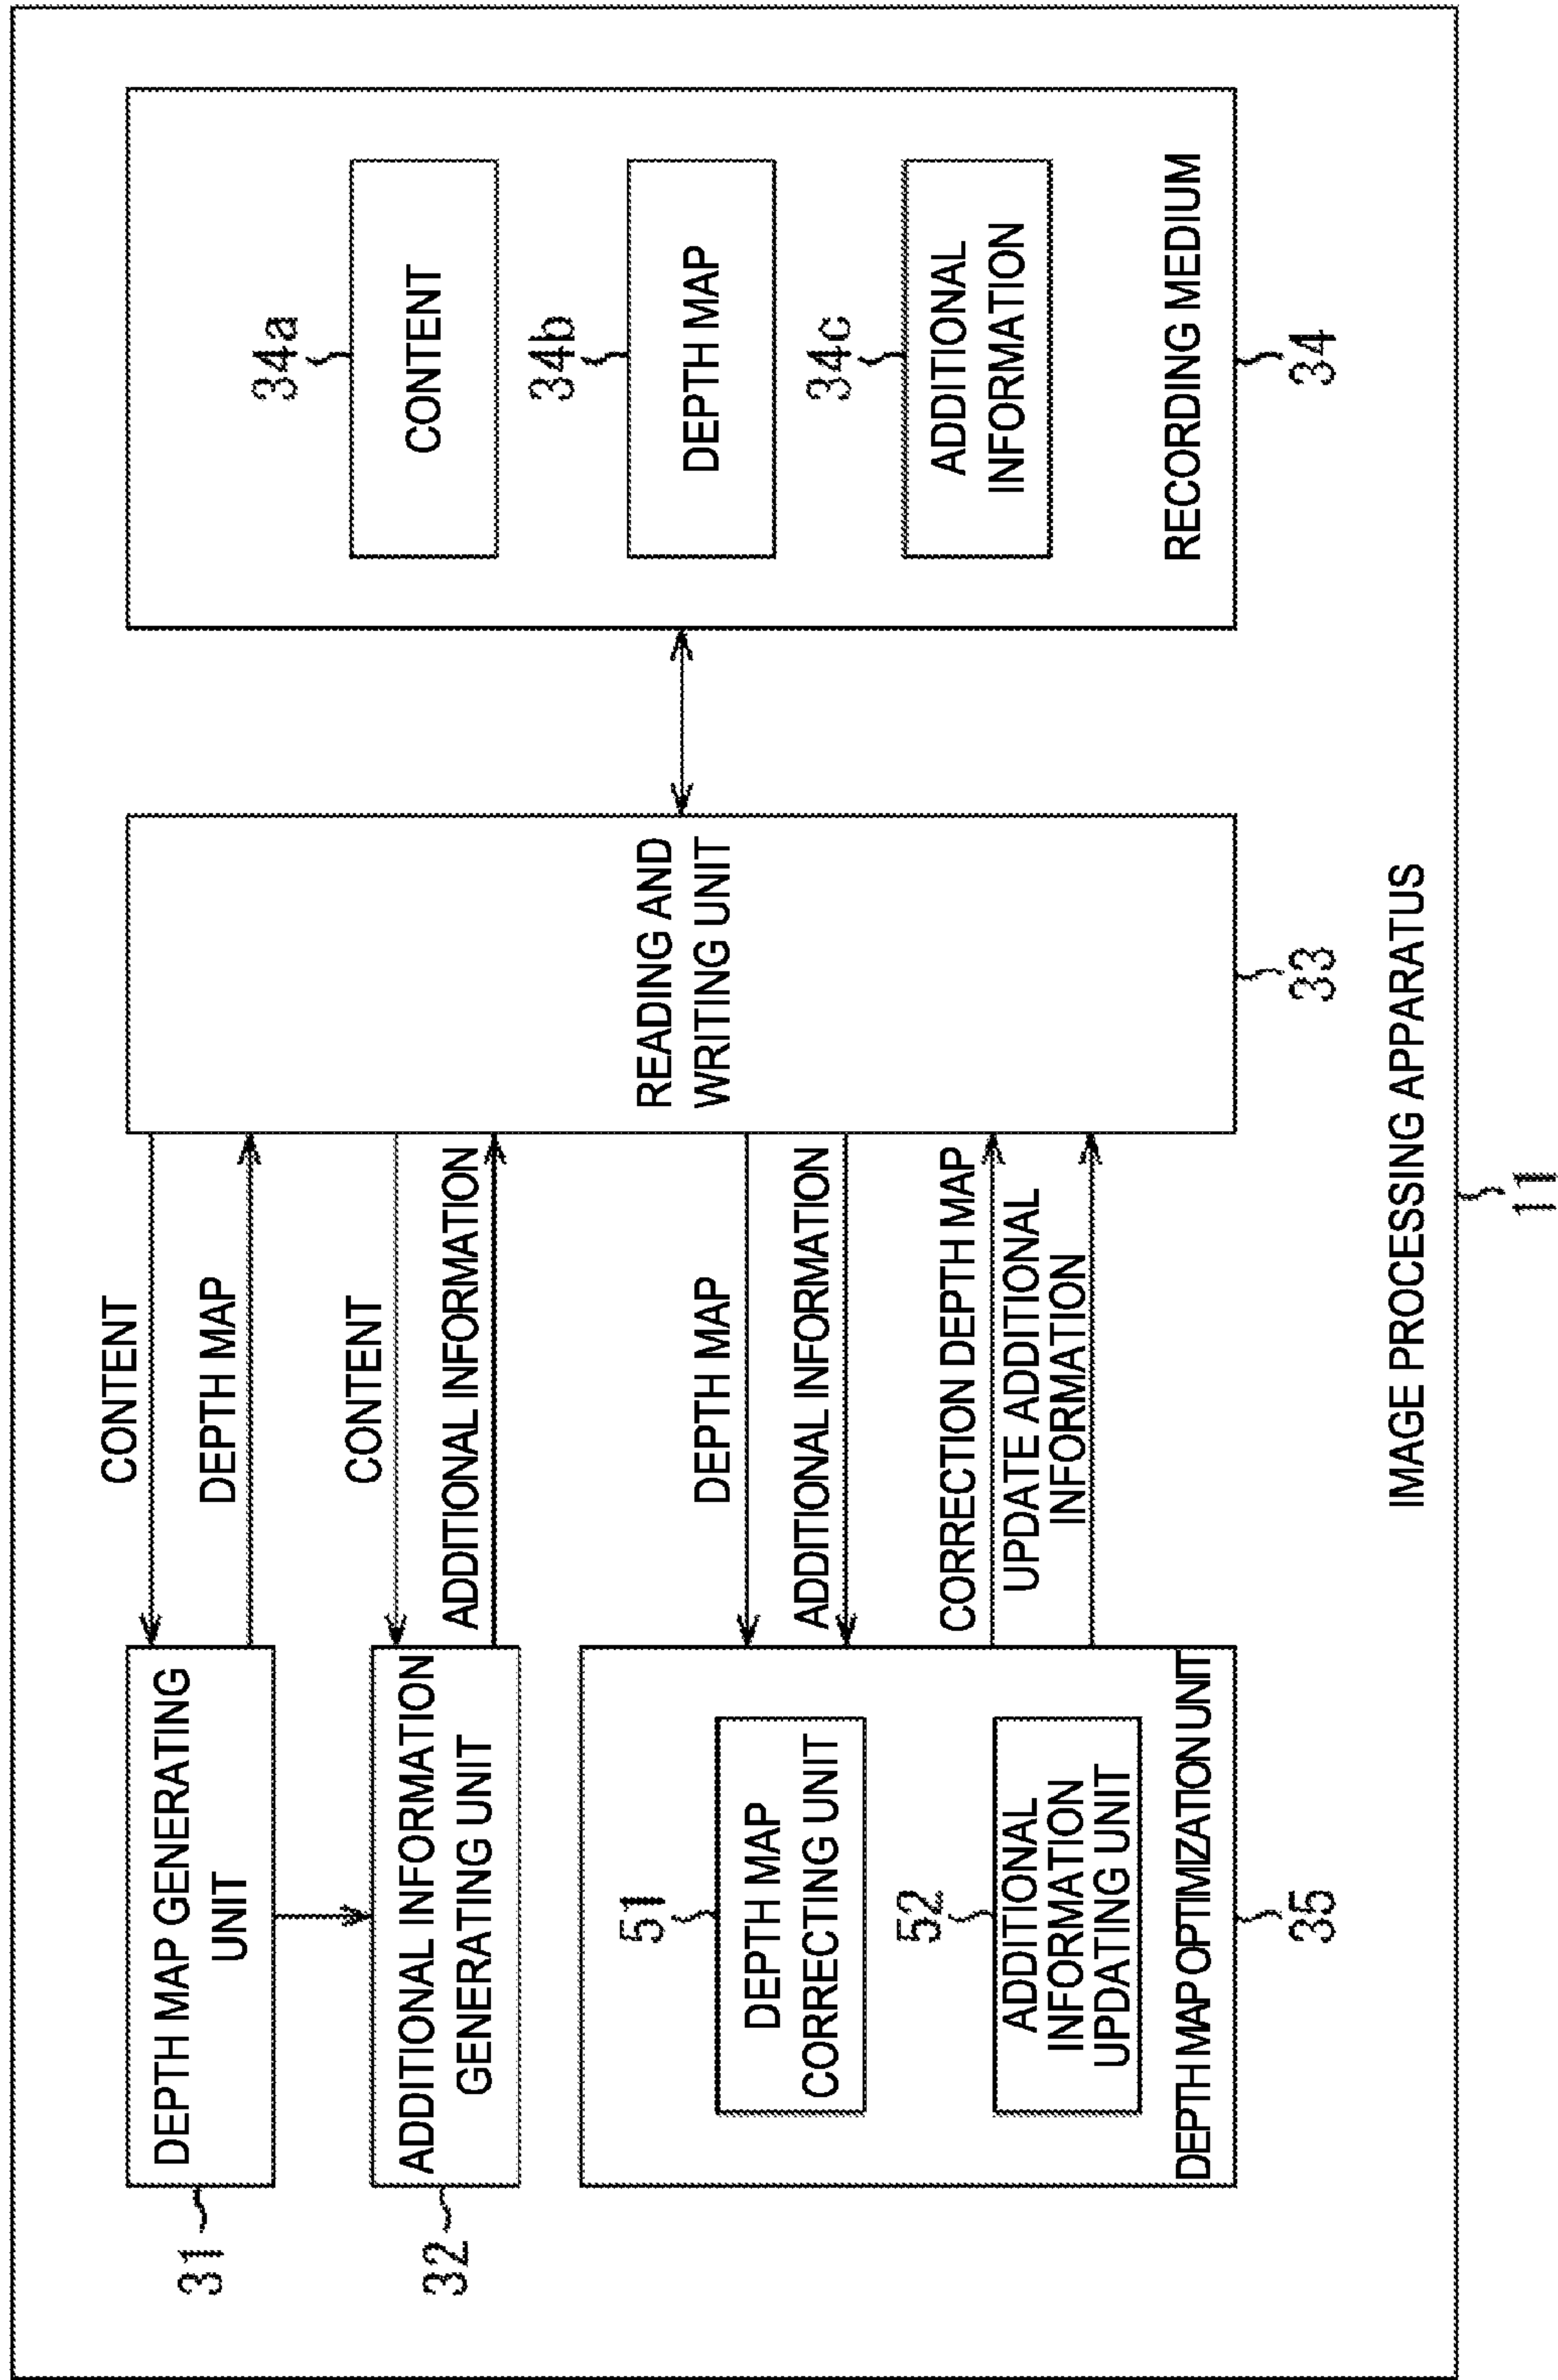 31
DEPTH MAP GENERATING
UNIT
CONTENT
DEPTH MAP
32
ADDITIONAL INFORMATION
GENERATING UNIT
CONTENT
ADDITIONAL INFORMATION
51
DEPTH MAP
CORRECTING UNIT
52
ADDITIONAL
INFORMATION
UPDATING UNIT
DEPTH MAP OPTIMIZATION UNIT
35
DEPTH MAP
ADDITIONAL INFORMATION
CORRECTION DEPTH MAP
UPDATE ADDITIONAL
INFORMATION
READING AND
WRITING UNIT
33
34a
CONTENT
34b
DEPTH MAP
34c
ADDITIONAL
INFORMATION
RECORDING MEDIUM
34
IMAGE PROCESSING APPARATUS
11